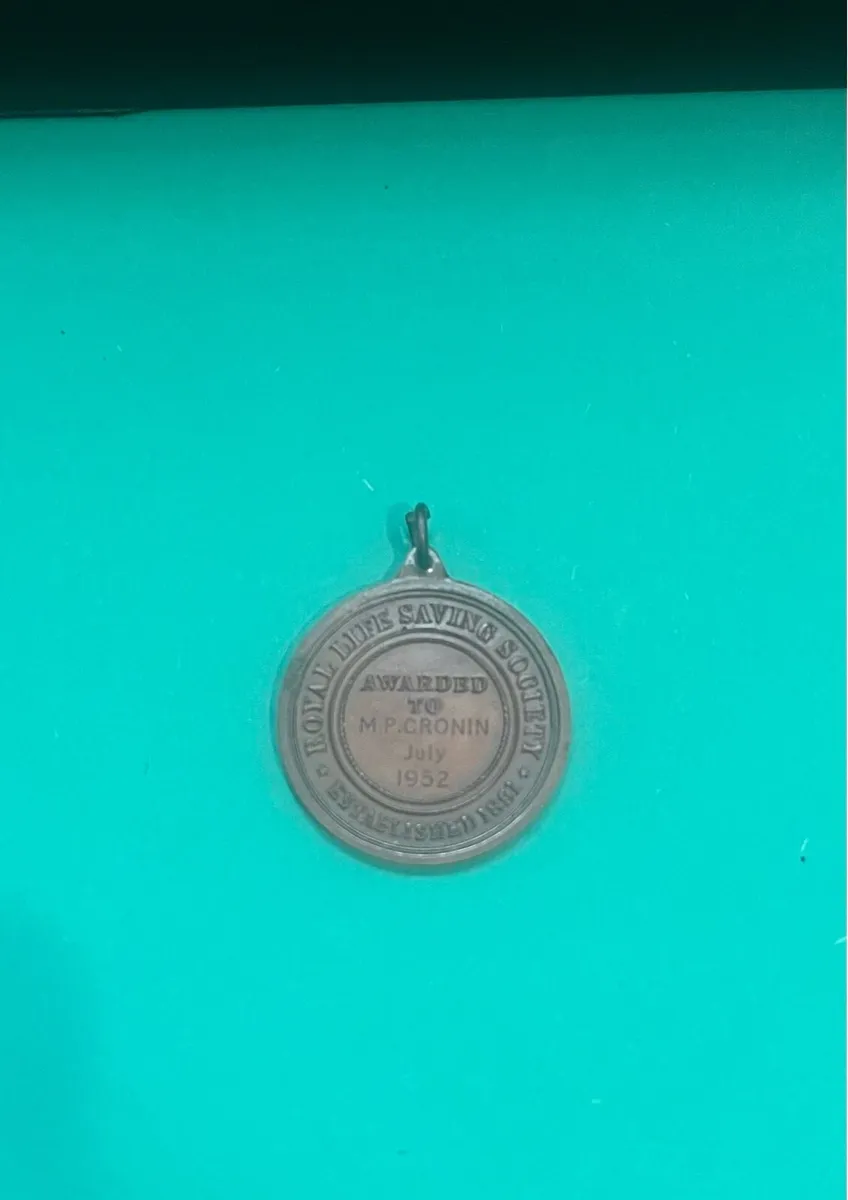 ROYAL LIFE SAVING SOCIETY
AWARDED
TO
M.P.CRONIN
July
1952
ESTABLISHED 1891